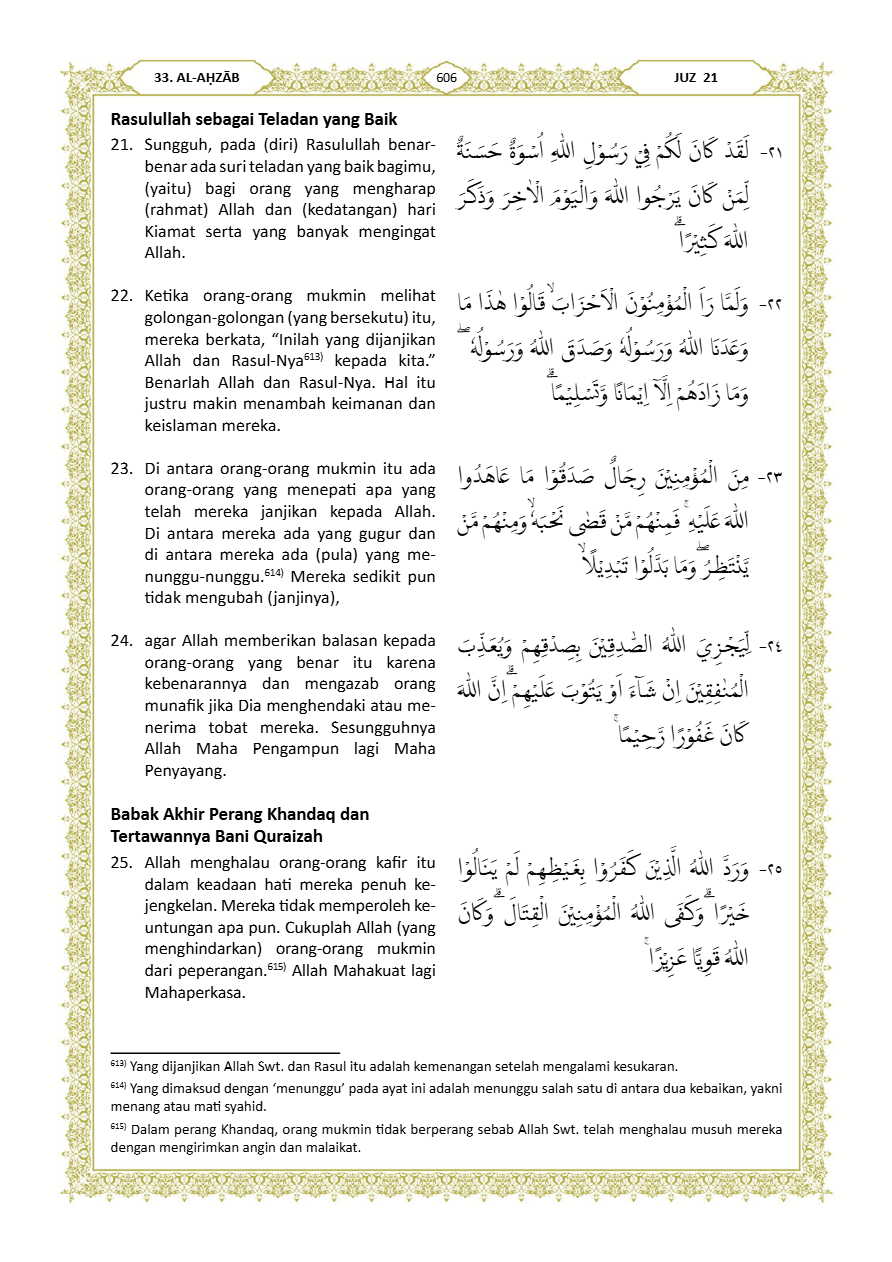 33. AL-AḤZĀB
606
JUZ 21
Rasulullah sebagai Teladan yang Baik
21. Sungguh, pada (diri) Rasulullah benar-
benar ada suri teladan yang baik bagimu,
(yaitu) bagi orang yang mengharap
(rahmat) Allah dan (kedatangan) hari
Kiamat serta yang banyak mengingat
Allah.
٢١- لَقَدْ كَانَ لَكُمْ فِيْ رَسُوْلِ اللّٰهِ اُسْوَةٌ حَسَنَةٌ
لِّمَنْ كَانَ يَرْجُوا اللّٰهَ وَالْيَوْمَ الْاٰخِرَ وَذَكَرَ
اللّٰهَ كَثِيْرًاۗ
22. Ketika orang-orang mukmin melihat
golongan-golongan (yang bersekutu) itu,
mereka berkata, “Inilah yang dijanjikan
Allah dan Rasul-Nya⁶¹³⁾ kepada kita.”
Benarlah Allah dan Rasul-Nya. Hal itu
justru makin menambah keimanan dan
keislaman mereka.
٢٢- وَلَمَّا رَاَ الْمُؤْمِنُوْنَ الْاَحْزَابَۙ قَالُوْا هٰذَا مَا
وَعَدَنَا اللّٰهُ وَرَسُوْلُهٗ وَصَدَقَ اللّٰهُ وَرَسُوْلُهٗ ۖ
وَمَا زَادَهُمْ اِلَّآ اِيْمَانًا وَّتَسْلِيْمًاۗ
23. Di antara orang-orang mukmin itu ada
orang-orang yang menepati apa yang
telah mereka janjikan kepada Allah.
Di antara mereka ada yang gugur dan
di antara mereka ada (pula) yang me-
nunggu-nunggu.⁶¹⁴⁾ Mereka sedikit pun
tidak mengubah (janjinya),
٢٣- مِنَ الْمُؤْمِنِيْنَ رِجَالٌ صَدَقُوْا مَا عَاهَدُوا
اللّٰهَ عَلَيْهِ ۚ فَمِنْهُمْ مَّنْ قَضٰى نَحْبَهٗۙ وَمِنْهُمْ مَّنْ
يَّنْتَظِرُۖ وَمَا بَدَّلُوْا تَبْدِيْلًاۙ
24. agar Allah memberikan balasan kepada
orang-orang yang benar itu karena
kebenarannya dan mengazab orang
munafik jika Dia menghendaki atau me-
nerima tobat mereka. Sesungguhnya
Allah Maha Pengampun lagi Maha
Penyayang.
٢٤- لِّيَجْزِيَ اللّٰهُ الصّٰدِقِيْنَ بِصِدْقِهِمْ وَيُعَذِّبَ
الْمُنٰفِقِيْنَ اِنْ شَاۤءَ اَوْ يَتُوْبَ عَلَيْهِمْۗ اِنَّ اللّٰهَ
كَانَ غَفُوْرًا رَّحِيْمًاۚ
Babak Akhir Perang Khandaq dan
Tertawannya Bani Quraizah
25. Allah menghalau orang-orang kafir itu
dalam keadaan hati mereka penuh ke-
jengkelan. Mereka tidak memperoleh ke-
untungan apa pun. Cukuplah Allah (yang
menghindarkan) orang-orang mukmin
dari peperangan.⁶¹⁵⁾ Allah Mahakuat lagi
Mahaperkasa.
٢٥- وَرَدَّ اللّٰهُ الَّذِيْنَ كَفَرُوْا بِغَيْظِهِمْ لَمْ يَنَالُوْا
خَيْرًاۗ وَكَفَى اللّٰهُ الْمُؤْمِنِيْنَ الْقِتَالَۗ وَكَانَ
اللّٰهُ قَوِيًّا عَزِيْزًاۚ
⁶¹³⁾ Yang dijanjikan Allah Swt. dan Rasul itu adalah kemenangan setelah mengalami kesukaran.
⁶¹⁴⁾ Yang dimaksud dengan ‘menunggu’ pada ayat ini adalah menunggu salah satu di antara dua kebaikan, yakni
menang atau mati syahid.
⁶¹⁵⁾ Dalam perang Khandaq, orang mukmin tidak berperang sebab Allah Swt. telah menghalau musuh mereka
dengan mengirimkan angin dan malaikat.